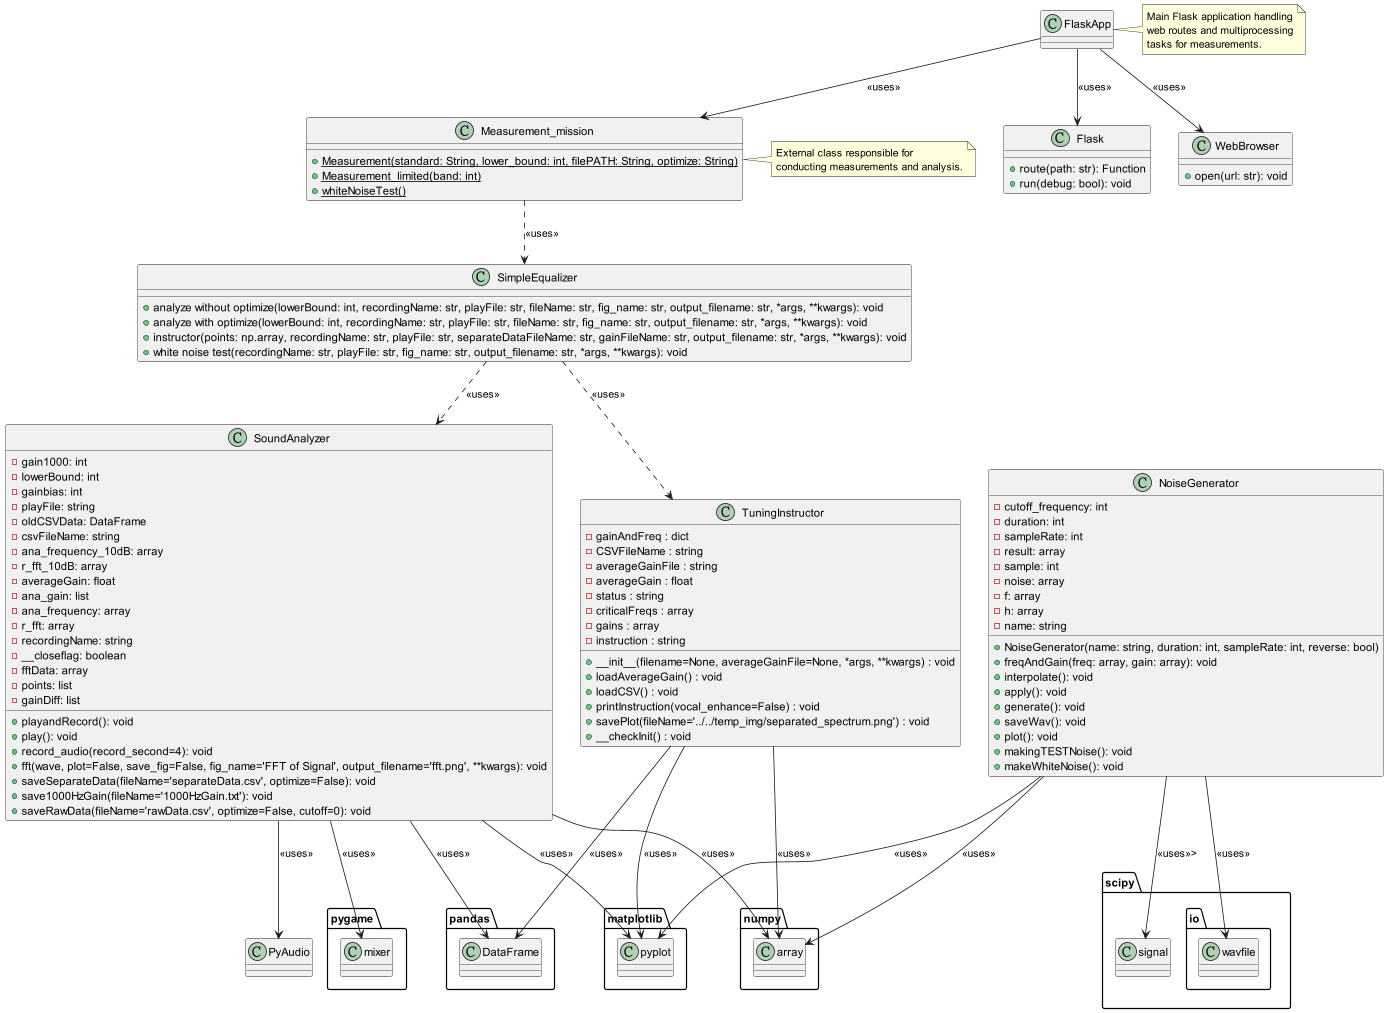 FlaskApp
Main Flask application handling
web routes and multiprocessing
tasks for measurements.
«uses»
«uses»
«uses»
Measurement_mission
Measurement(standard: String, lower_bound: int, filePATH: String, optimize: String)
Measurement_limited(band: int)
whiteNoiseTest()
External class responsible for
conducting measurements and analysis.
Flask
route(path: str): Function
run(debug: bool): void
WebBrowser
open(url: str): void
«uses»
SimpleEqualizer
analyze without optimize(lowerBound: int, recordingName: str, playFile: str, fileName: str, fig_name: str, output_filename: str, *args, **kwargs): void
analyze with optimize(lowerBound: int, recordingName: str, playFile: str, fileName: str, fig_name: str, output_filename: str, *args, **kwargs): void
instructor(points: np.array, recordingName: str, playFile: str, separateDataFileName: str, gainFileName: str, output_filename: str, *args, **kwargs): void
white noise test(recordingName: str, playFile: str, fig_name: str, output_filename: str, *args, **kwargs): void
«uses»
«uses»
SoundAnalyzer
gain1000: int
lowerBound: int
gainbias: int
playFile: string
oldCSVData: DataFrame
csvFileName: string
ana_frequency_10dB: array
r_fft_10dB: array
averageGain: float
ana_gain: list
ana_frequency: array
r_fft: array
recordingName: string
__closeflag: boolean
fftData: array
points: list
gainDiff: list
playandRecord(): void
play(): void
record_audio(record_second=4): void
fft(wave, plot=False, save_fig=False, fig_name='FFT of Signal', output_filename='fft.png', **kwargs): void
saveSeparateData(fileName='separateData.csv', optimize=False): void
save1000HzGain(fileName='1000HzGain.txt'): void
saveRawData(fileName='rawData.csv', optimize=False, cutoff=0): void
TuningInstructor
gainAndFreq : dict
CSVFileName : string
averageGainFile : string
averageGain : float
status : string
criticalFreqs : array
gains : array
instruction : string
__init__(filename=None, averageGainFile=None, *args, **kwargs) : void
loadAverageGain() : void
loadCSV() : void
printInstruction(vocal_enhance=False) : void
savePlot(fileName='../../temp_img/separated_spectrum.png') : void
__checkInit() : void
NoiseGenerator
cutoff_frequency: int
duration: int
sampleRate: int
result: array
sample: int
noise: array
f: array
h: array
name: string
NoiseGenerator(name: string, duration: int, sampleRate: int, reverse: bool)
freqAndGain(freq: array, gain: array): void
interpolate(): void
apply(): void
generate(): void
saveWav(): void
plot(): void
makingTESTNoise(): void
makeWhiteNoise(): void
«uses»
«uses»
«uses»
«uses»
«uses»
«uses»
«uses»
«uses»
«uses»
«uses»
«uses»>
«uses»
PyAudio
pygame
mixer
pandas
DataFrame
matplotlib
pyplot
numpy
array
scipy
signal
io
wavfile